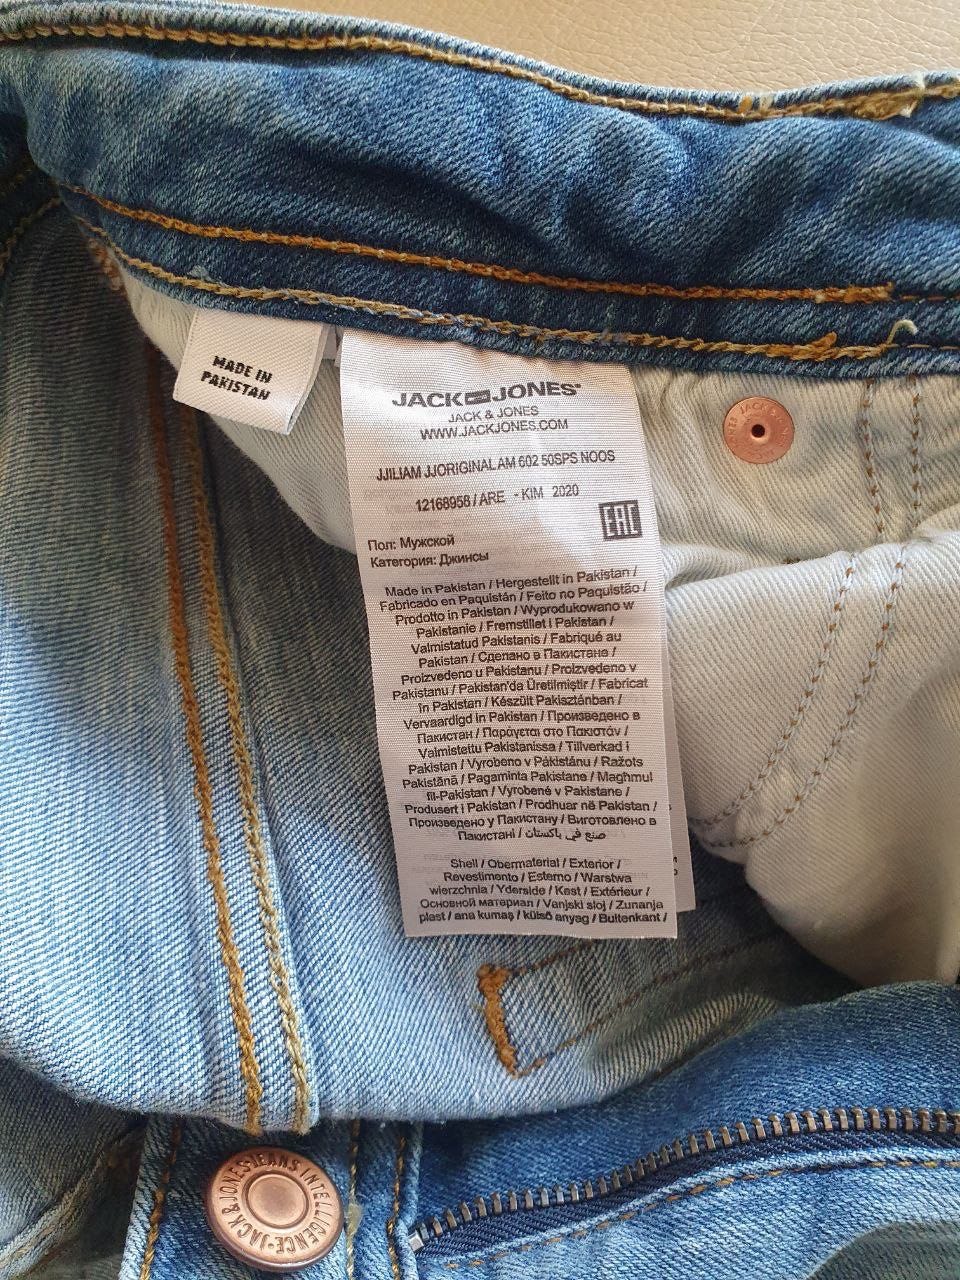 MADE IN
PAKISTAN
JACK JONES®
JACK & JONES
WWW.JACKJONES.COM
JJILIAM JJORIGINAL AM 602 50SPS NOOS
12168958 / ARE - KIM 2020
EAC
Пол: Мужской
Категория: Джинсы
Made in Pakistan / Hergestellt in Pakistan /
Fabricado en Paquistán / Feito no Paquistão /
Prodotto in Pakistan / Wyprodukowano w
Pakistanie / Fremstillet i Pakistan /
Valmistatud Pakistanis / Fabriqué au
Pakistan / Сделано в Пакистане /
Proizvedeno u Pakistanu / Proizvedeno v
Pakistanu / Pakistan'da Üretilmiştir / Fabricat
în Pakistan / Készült Pakisztánban /
Vervaardigd in Pakistan / Произведено в
Пакистан / Παράγεται στο Πακιστάν /
Valmistettu Pakistanissa / Tillverkad i
Pakistan / Vyrobeno v Pákistánu / Ražots
Pakistānā / Pagaminta Pakistane / Magħmul
fil-Pakistan / Vyrobené v Pakistane /
Produsert i Pakistan / Prodhuar në Pakistan /
Произведено у Пакистану / Виготовлено в
Пакистані / صنع في باكستان
Shell / Obermaterial / Exterior /
Revestimento / Esterno / Warstwa
wierzchnia / Yderside / Kest / Extérieur /
Основной материал / Vanjski sloj / Zunanja
plast / ana kumaş / külső anyag / Buitenkant /
JACK & JONES·JEANS INTELLIGENCE·